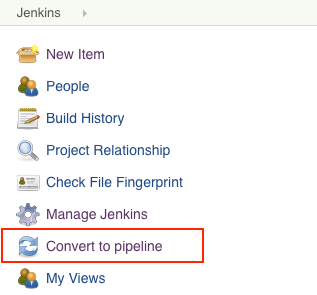 Jenkins
New Item
People
Build History
Project Relationship
Check File Fingerprint
Manage Jenkins
Convert to pipeline
My Views